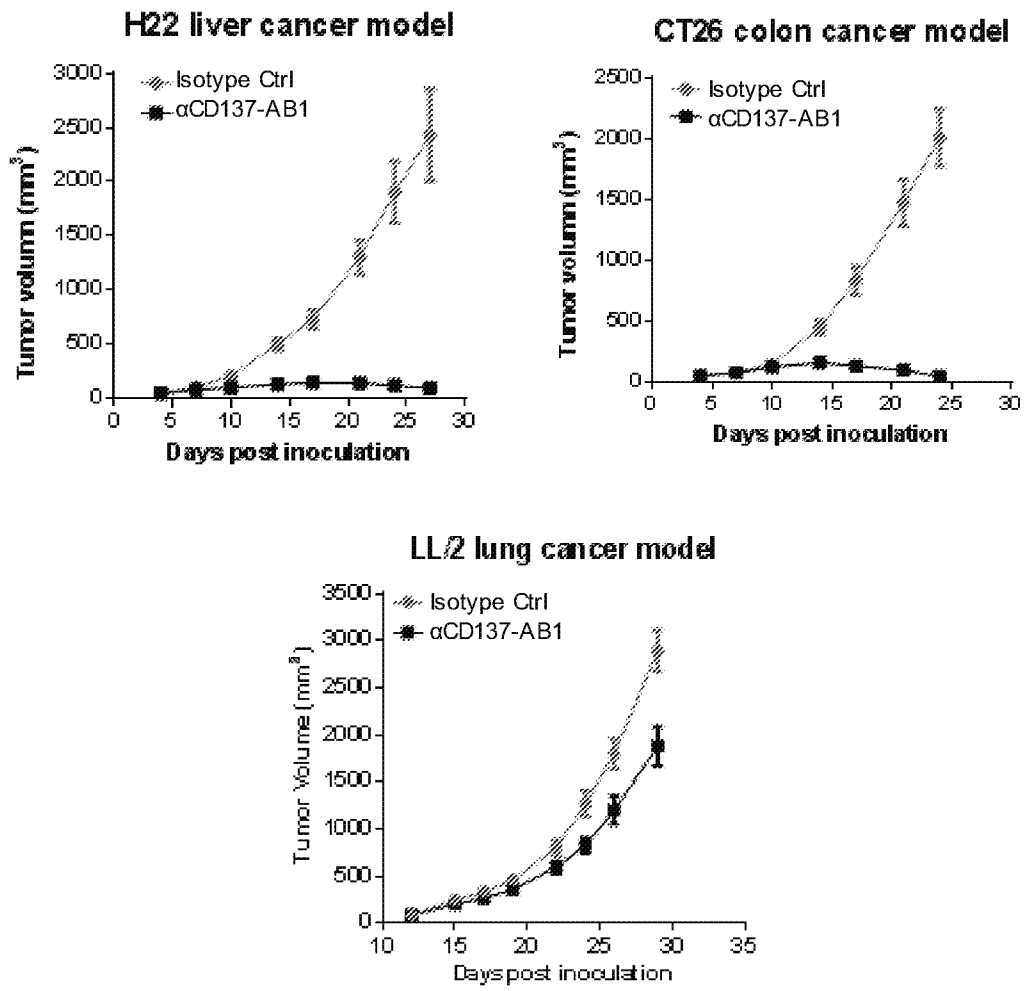 H22 liver cancer model
Isotype Ctrl
αCD137-AB1
Tumor volumn (mm³)
3000
2500
2000
1500
1000
500
0
0 5 10 15 20 25 30
Days post inoculation
CT26 colon cancer model
Isotype Ctrl
αCD137-AB1
Tumor volumn (mm³)
2500
2000
1500
1000
500
0
0 5 10 15 20 25 30
Days post inoculation
LL/2 lung cancer model
Isotype Ctrl
αCD137-AB1
Tumor Volume (mm³)
3500
3000
2500
2000
1500
1000
500
0
10 15 20 25 30 35
Days post inoculation